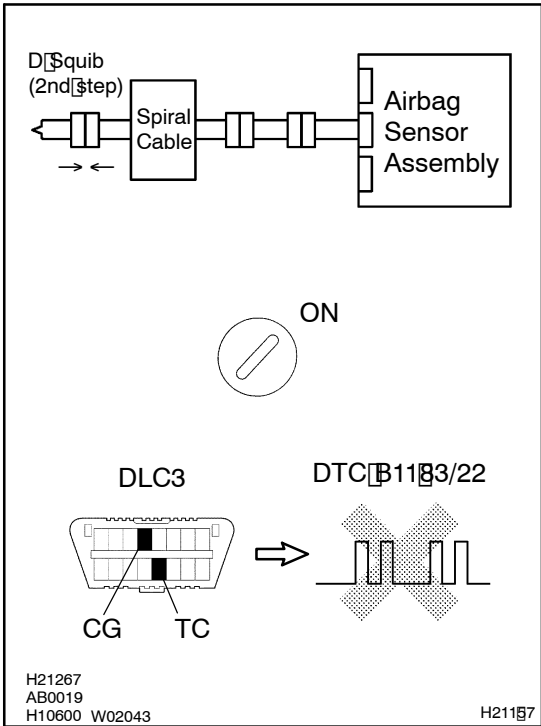 D Squib
(2nd step)
Spiral
Cable
Airbag
Sensor
Assembly
ON
DLC3
DTC B1183/22
CG
TC
H21267
AB0019
H10600 W02043
H21157